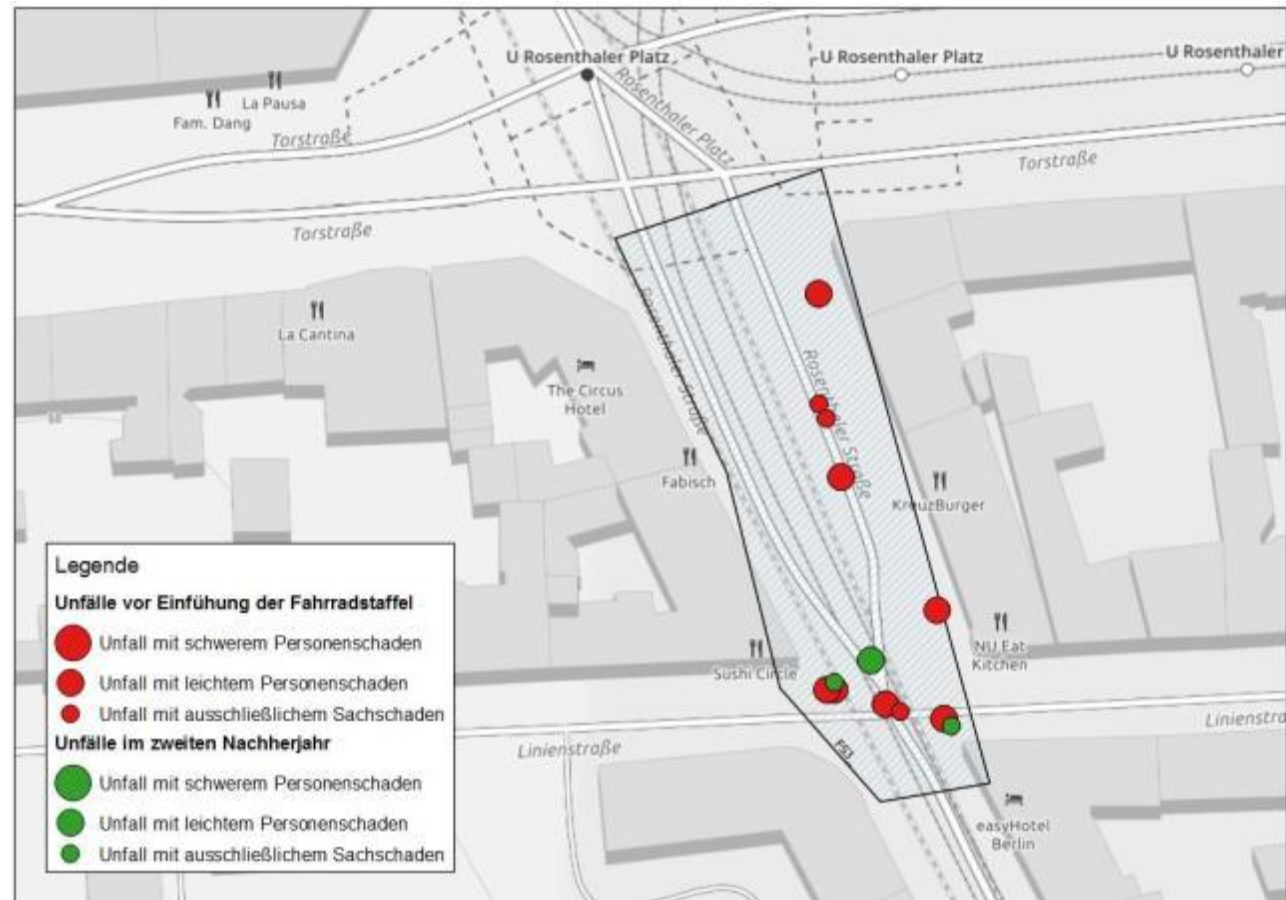 U Rosenthaler Platz
U Rosenthaler Platz
U Rosenthaler
La Pausa
Fam. Dang
Torstraße
Rosenthaler Platz
Torstraße
Torstraße
La Cantina
Rosenthaler Straße
The Circus
Hotel
Rosenthaler Straße
Fabisch
KreuzBurger
Legende
Unfälle vor Einfühung der Fahrradstaffel
Unfall mit schwerem Personenschaden
Unfall mit leichtem Personenschaden
Unfall mit ausschließlichem Sachschaden
Unfälle im zweiten Nachherjahr
Unfall mit schwerem Personenschaden
Unfall mit leichtem Personenschaden
Unfall mit ausschließlichem Sachschaden
NU Eat
Kitchen
Sushi Circle
Linienstraße
Linienstra
easyHotel
Berlin